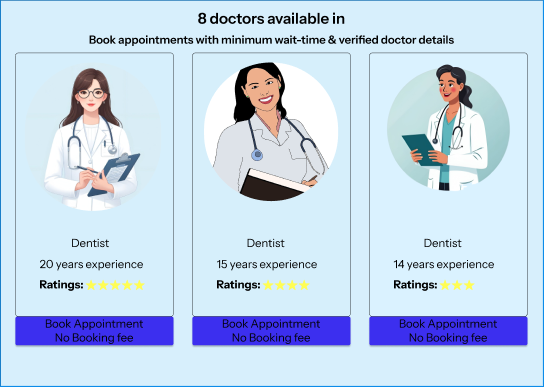 8 doctors available in
Book appointments with minimum wait-time & verified doctor details
Dentist
20 years experience
Ratings: ★★★★★
Book Appointment
No Booking fee
Dentist
15 years experience
Ratings: ★★★★
Book Appointment
No Booking fee
Dentist
14 years experience
Ratings: ★★★
Book Appointment
No Booking fee